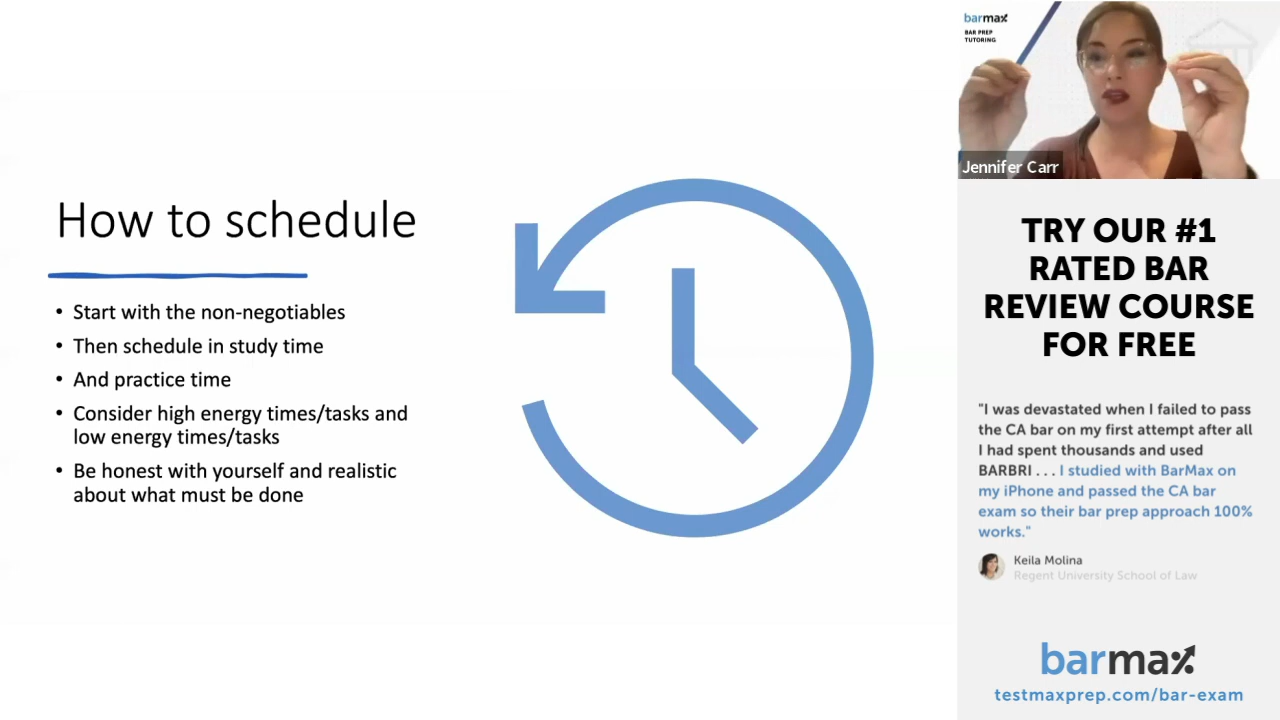 How to schedule
• Start with the non-negotiables
• Then schedule in study time
• And practice time
• Consider high energy times/tasks and
low energy times/tasks
• Be honest with yourself and realistic
about what must be done
barmax
BAR PREP
TUTORING
Jennifer Carr
TRY OUR #1
RATED BAR
REVIEW COURSE
FOR FREE
"I was devastated when I failed to pass
the CA bar on my first attempt after all
I had spent thousands and used
BARBRI . . . I studied with BarMax on
my iPhone and passed the CA bar
exam so their bar prep approach 100%
works."
Keila Molina
Regent University School of Law
barmax
testmaxprep.com/bar-exam